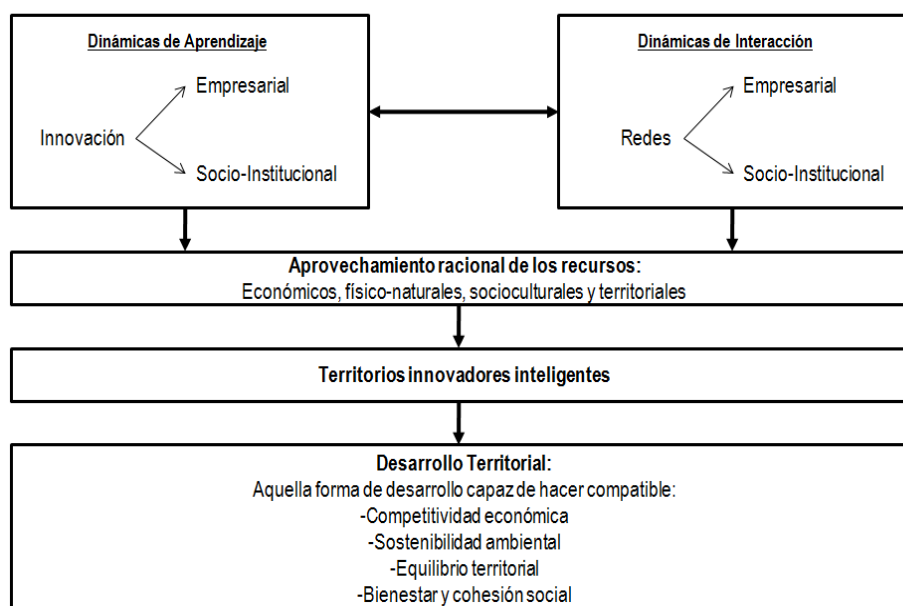 Dinámicas de Aprendizaje
Empresarial
Innovación
Socio-Institucional
Dinámicas de Interacción
Empresarial
Redes
Socio-Institucional
Aprovechamiento racional de los recursos:
Económicos, físico-naturales, socioculturales y territoriales
Territorios innovadores inteligentes
Desarrollo Territorial:
Aquella forma de desarrollo capaz de hacer compatible:
-Competitividad económica
-Sostenibilidad ambiental
-Equilibrio territorial
-Bienestar y cohesión social